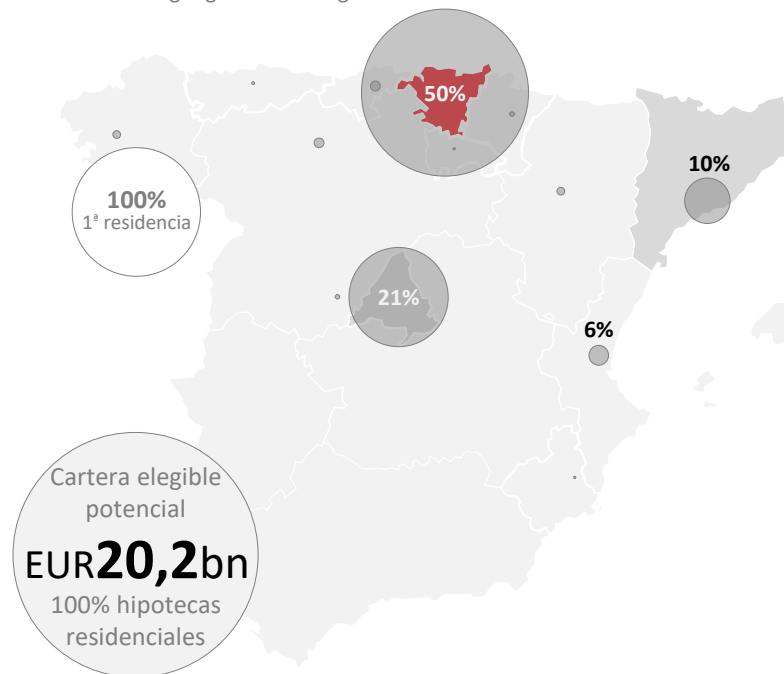 50%
10%
100%
1ª residencia
21%
6%
Cartera elegible
potencial
EUR20,2bn
100% hipotecas
residenciales